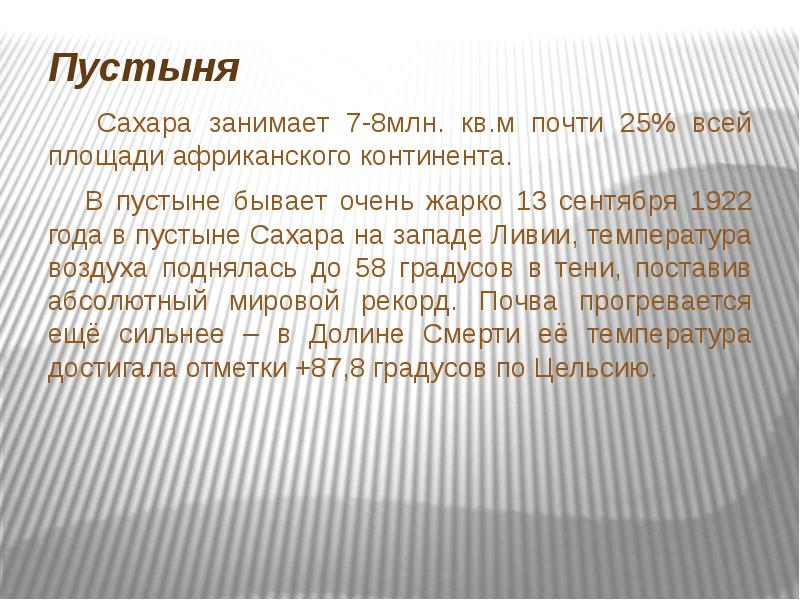 Пустыня
Сахара занимает 7-8млн. кв.м почти 25% всей
площади африканского континента.
В пустыне бывает очень жарко 13 сентября 1922
года в пустыне Сахара на западе Ливии, температура
воздуха поднялась до 58 градусов в тени, поставив
абсолютный мировой рекорд. Почва прогревается
ещё сильнее – в Долине Смерти её температура
достигала отметки +87,8 градусов по Цельсию.